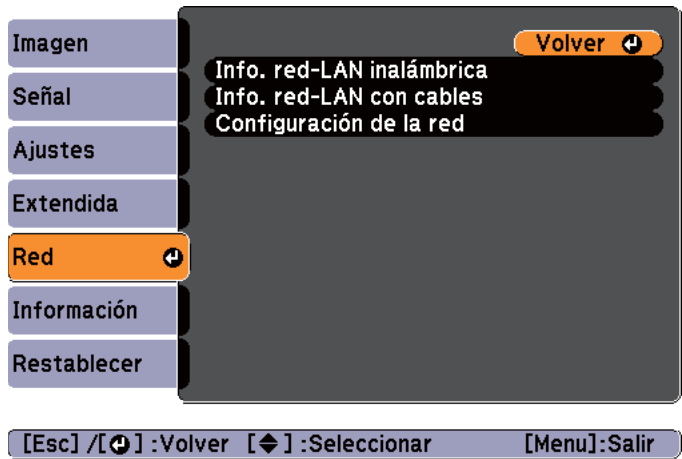 Imagen
Señal
Ajustes
Extendida
Red
Información
Restablecer
Volver
Info. red-LAN inalámbrica
Info. red-LAN con cables
Configuración de la red
[Esc] /[⏎] :Volver [◆] :Seleccionar [Menu]:Salir